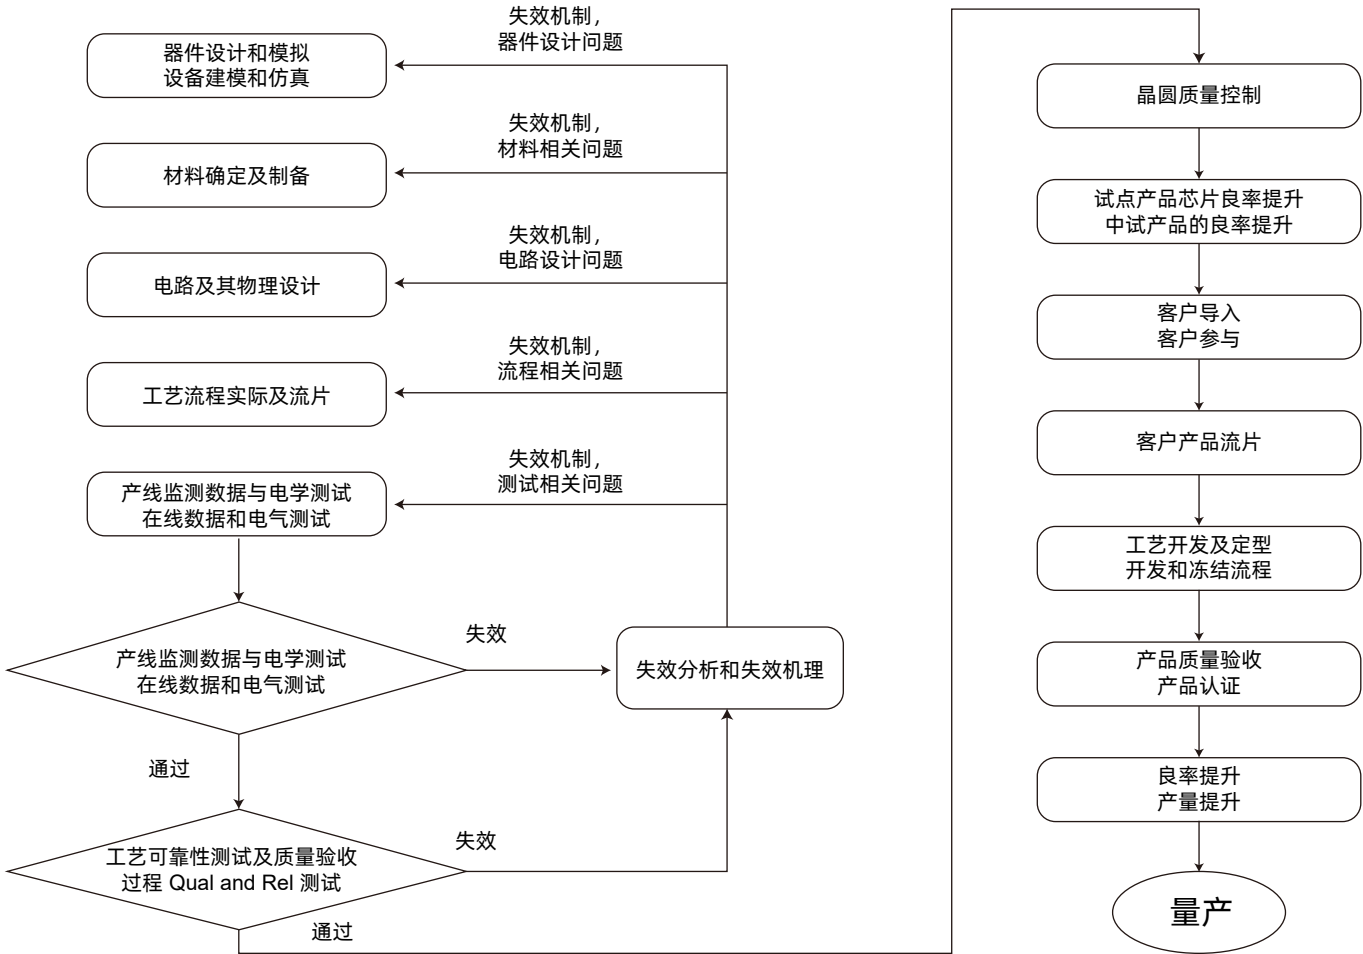 失效机制，
器件设计问题
器件设计和模拟
设备建模和仿真
失效机制，
材料相关问题
材料确定及制备
失效机制，
电路设计问题
电路及其物理设计
失效机制，
流程相关问题
工艺流程实际及流片
失效机制，
测试相关问题
产线监测数据与电学测试
在线数据和电气测试
失效
产线监测数据与电学测试
在线数据和电气测试
失效分析和失效机理
通过
失效
工艺可靠性测试及质量验收
过程 Qual and Rel 测试
通过
晶圆质量控制
试点产品芯片良率提升
中试产品的良率提升
客户导入
客户参与
客户产品流片
工艺开发及定型
开发和冻结流程
产品质量验收
产品认证
良率提升
产量提升
量产